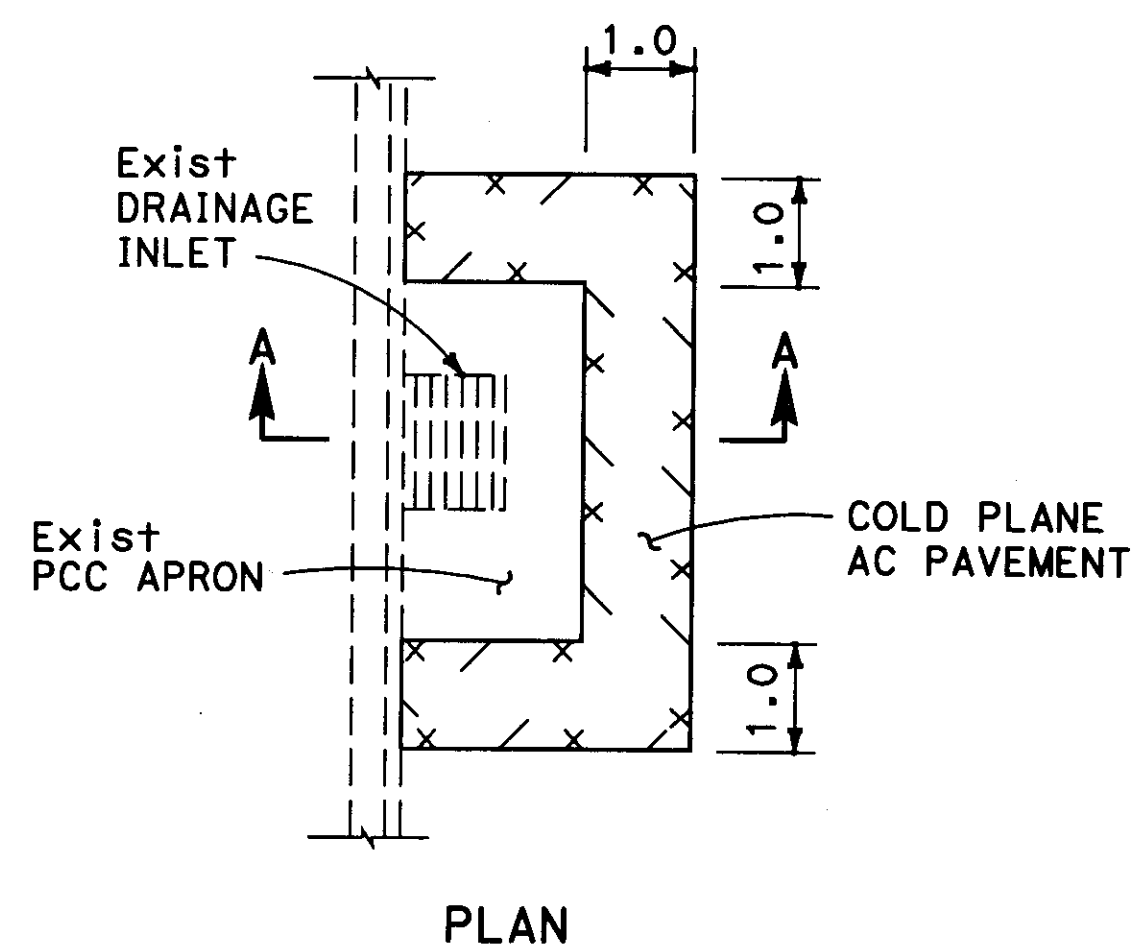 1.0
Exist
DRAINAGE
INLET
1.0
A
A
Exist
PCC APRON
COLD PLANE
AC PAVEMENT
1.0
PLAN